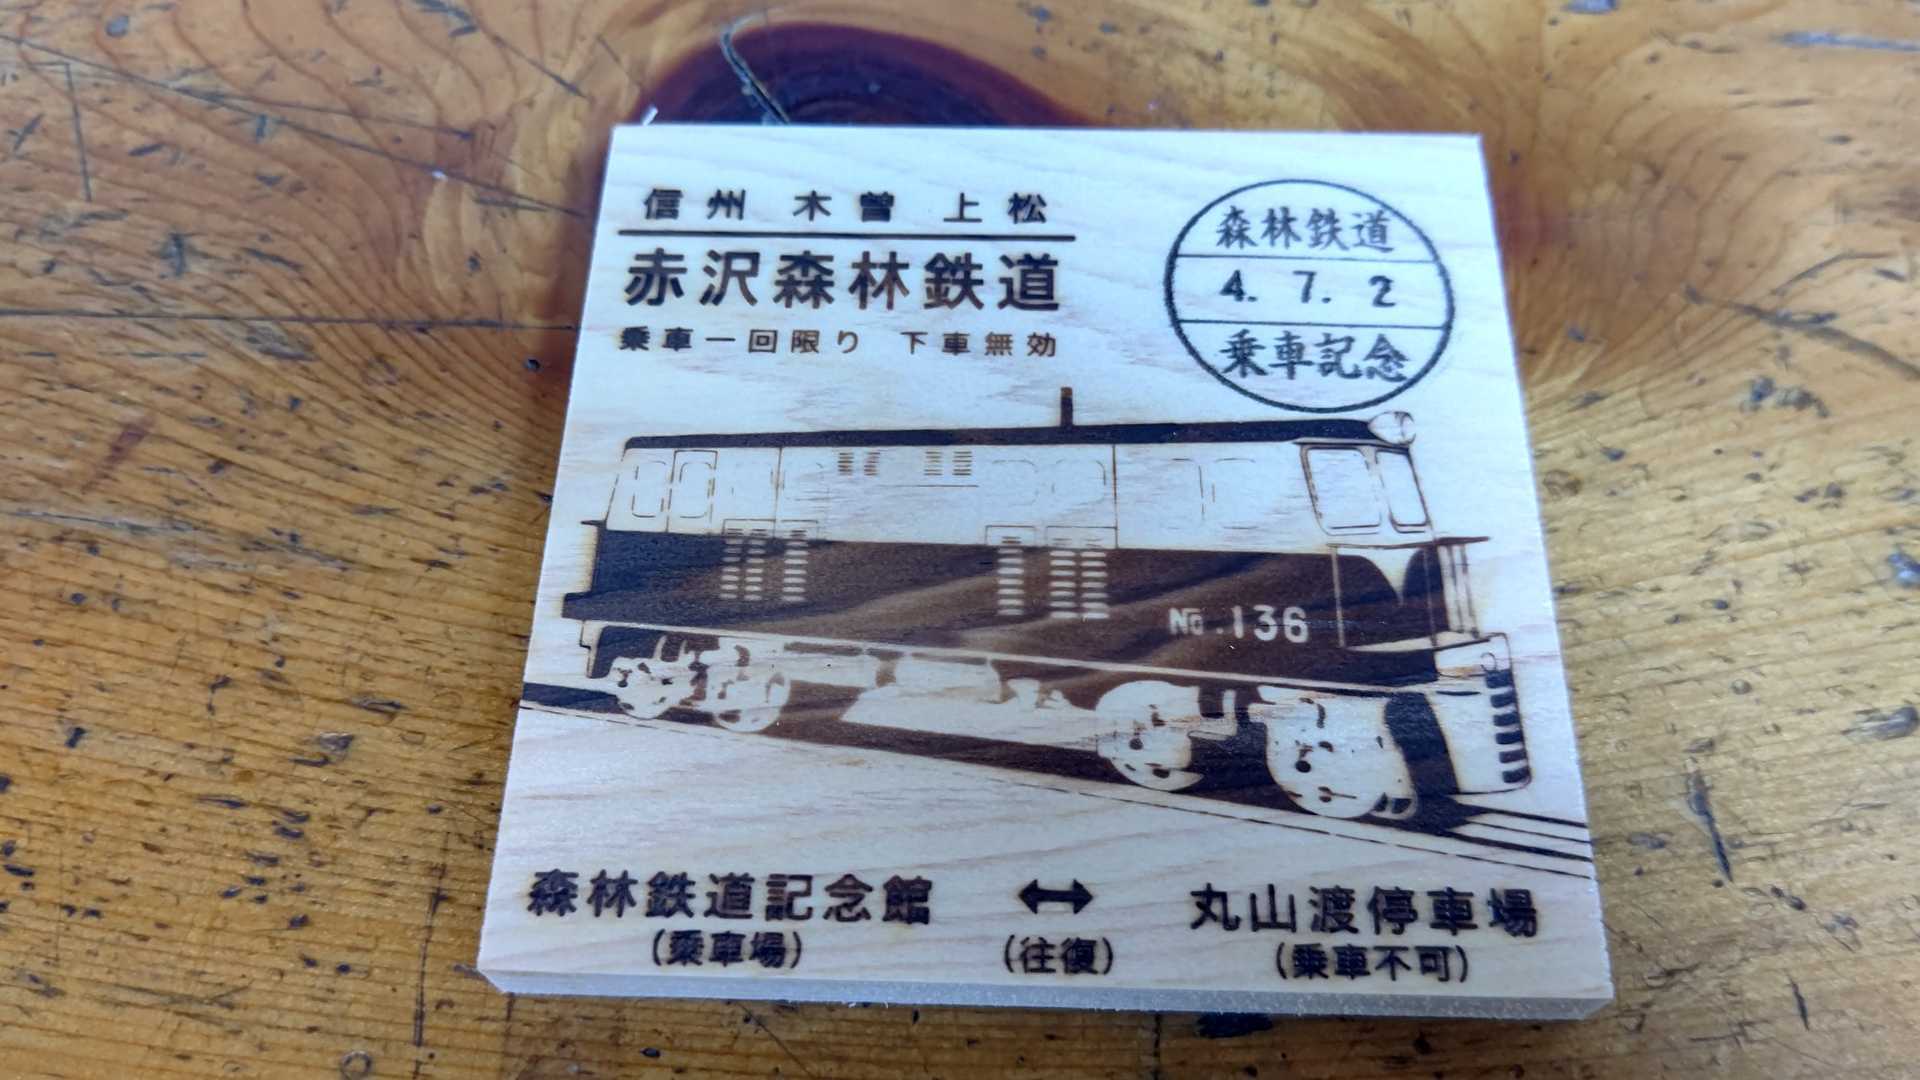 信州 木曽 上松
赤沢森林鉄道
乗車一回限り 下車無効
森林鉄道
4. 7. 2
乗車記念
No.136
森林鉄道記念館 ↔ 丸山渡停車場
(乗車場) (往復) (乗車不可)